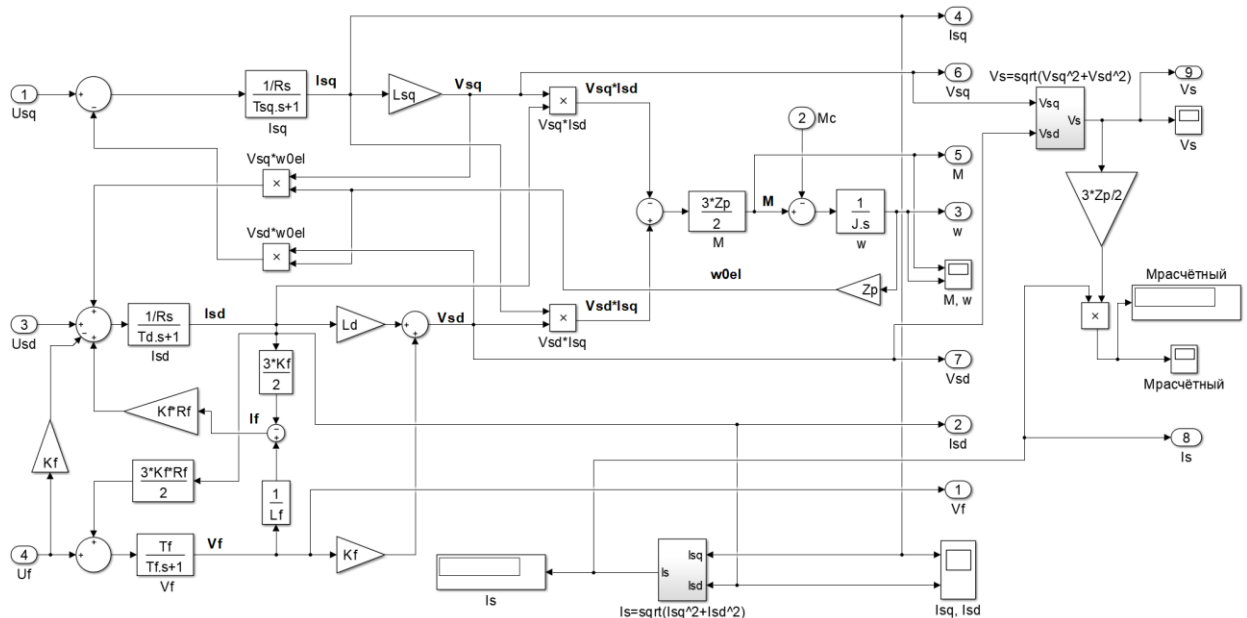 4
Isq
1
Usq
1/Rs
Tsq.s+1
Isq
Isq
Lsq
Vsq
6
Vsq
Vs=sqrt(Vsq^2+Vsd^2)
Vsq
Vsd
Vs
9
Vs
Vs
×
Vsq*Isd
Vsq*Isd
2
Mc
Vsq*w0el
×
Vsd*w0el
×
3*Zp
2
M
M
1
J.s
w
5
M
3
w
M, w
3*Zp/2
w0el
Zp
Мрасчётный
×
Мрасчётный
3
Usd
1/Rs
Td.s+1
Isd
Isd
Ld
Vsd
×
Vsd*Isq
Vsd*Isq
7
Vsd
3*Kf
2
Kf*Rf
If
2
Isd
8
Is
Kf
3*Kf*Rf
2
1
Lf
1
Vf
4
Uf
Tf
Tf.s+1
Vf
Vf
Kf
Is
Is
Isq
Isd
Is=sqrt(Isq^2+Isd^2)
Isq, Isd